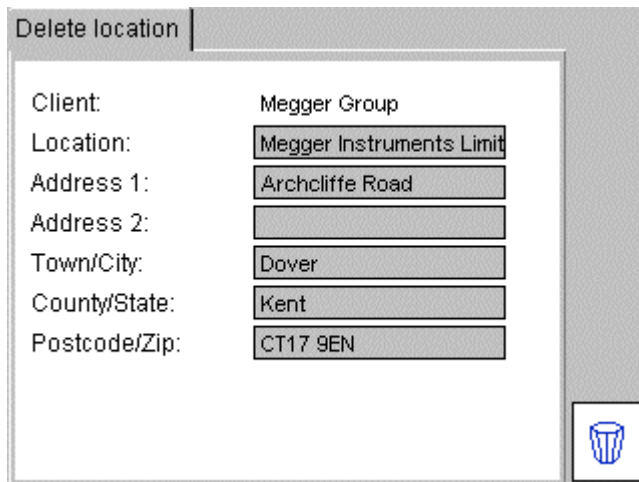 Delete location
Client: Megger Group
Location: Megger Instruments Limit
Address 1: Archcliffe Road
Address 2:
Town/City: Dover
County/State: Kent
Postcode/Zip: CT17 9EN